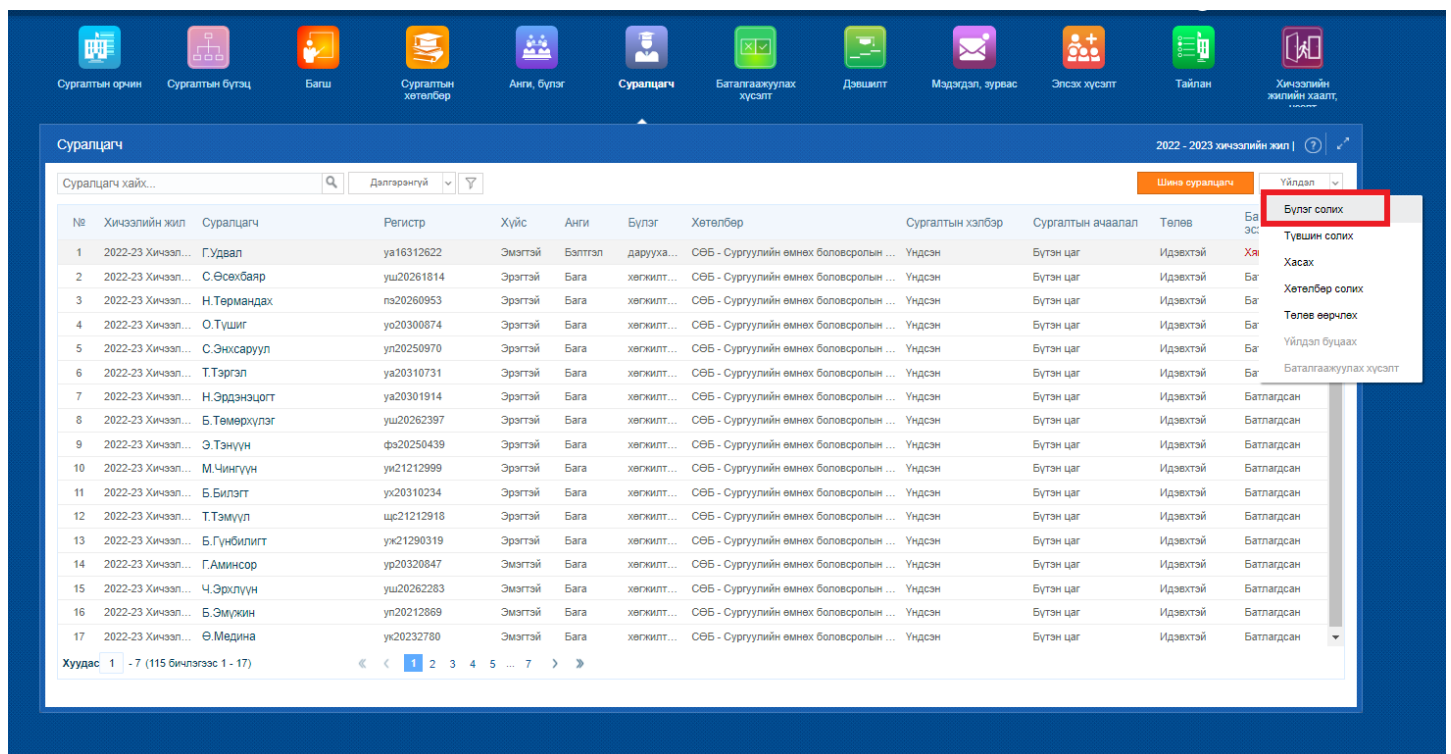 Сургалтын орчин Сургалтын бүтэц Багш Сургалтын хөтөлбөр Анги, бүлэг Суралцагч Баталгаажуулах хүсэлт Дэвшилт Мэдэгдэл, зурвас Элсэх хүсэлт Тайлан Хичээлийн жилийн хаалт,
Суралцагч 2022 - 2023 хичээлийн жил |
Суралцагч хайх... Дэлгэрэнгүй Шинэ суралцагч Үйлдэл
Бүлэг солих
Түвшин солих
Хасах
Хөтөлбөр солих
Төлөв өөрчлөх
Үйлдэл буцаах
Баталгаажуулах хүсэлт
№ Хичээлийн жил Суралцагч Регистр Хүйс Анги Бүлэг Хөтөлбөр Сургалтын хэлбэр Сургалтын ачаалал Төлөв
1 2022-23 Хичээл... Г.Удвал уа16312622 Эмэгтэй Бэлтгэл дарууха... СӨБ - Сургуулийн өмнөх боловсролын ... Үндсэн Бүтэн цаг Идэвхтэй
2 2022-23 Хичээл... С.Өсөхбаяр уш20261814 Эрэгтэй Бага хөгжилт... СӨБ - Сургуулийн өмнөх боловсролын ... Үндсэн Бүтэн цаг Идэвхтэй
3 2022-23 Хичээл... Н.Төрмандах пэ20260953 Эрэгтэй Бага хөгжилт... СӨБ - Сургуулийн өмнөх боловсролын ... Үндсэн Бүтэн цаг Идэвхтэй
4 2022-23 Хичээл... О.Түшиг уо20300874 Эрэгтэй Бага хөгжилт... СӨБ - Сургуулийн өмнөх боловсролын ... Үндсэн Бүтэн цаг Идэвхтэй
5 2022-23 Хичээл... С.Энхсаруул ул20250970 Эрэгтэй Бага хөгжилт... СӨБ - Сургуулийн өмнөх боловсролын ... Үндсэн Бүтэн цаг Идэвхтэй
6 2022-23 Хичээл... Т.Тэргэл уа20310731 Эрэгтэй Бага хөгжилт... СӨБ - Сургуулийн өмнөх боловсролын ... Үндсэн Бүтэн цаг Идэвхтэй
7 2022-23 Хичээл... Н.Эрдэнэцогт уа20301914 Эрэгтэй Бага хөгжилт... СӨБ - Сургуулийн өмнөх боловсролын ... Үндсэн Бүтэн цаг Идэвхтэй Батлагдсан
8 2022-23 Хичээл... Б.Төмөрхүлэг уш20262397 Эрэгтэй Бага хөгжилт... СӨБ - Сургуулийн өмнөх боловсролын ... Үндсэн Бүтэн цаг Идэвхтэй Батлагдсан
9 2022-23 Хичээл... Э.Тэнүүн фэ20250439 Эрэгтэй Бага хөгжилт... СӨБ - Сургуулийн өмнөх боловсролын ... Үндсэн Бүтэн цаг Идэвхтэй Батлагдсан
10 2022-23 Хичээл... М.Чингүүн уи21212999 Эрэгтэй Бага хөгжилт... СӨБ - Сургуулийн өмнөх боловсролын ... Үндсэн Бүтэн цаг Идэвхтэй Батлагдсан
11 2022-23 Хичээл... Б.Билэгт ух20310234 Эрэгтэй Бага хөгжилт... СӨБ - Сургуулийн өмнөх боловсролын ... Үндсэн Бүтэн цаг Идэвхтэй Батлагдсан
12 2022-23 Хичээл... Т.Тэмүүл щс21212918 Эрэгтэй Бага хөгжилт... СӨБ - Сургуулийн өмнөх боловсролын ... Үндсэн Бүтэн цаг Идэвхтэй Батлагдсан
13 2022-23 Хичээл... Б.Гүнбилигт уж21290319 Эрэгтэй Бага хөгжилт... СӨБ - Сургуулийн өмнөх боловсролын ... Үндсэн Бүтэн цаг Идэвхтэй Батлагдсан
14 2022-23 Хичээл... Г.Аминсор ур20320847 Эмэгтэй Бага хөгжилт... СӨБ - Сургуулийн өмнөх боловсролын ... Үндсэн Бүтэн цаг Идэвхтэй Батлагдсан
15 2022-23 Хичээл... Ч.Эрхлүүн уш20262283 Эмэгтэй Бага хөгжилт... СӨБ - Сургуулийн өмнөх боловсролын ... Үндсэн Бүтэн цаг Идэвхтэй Батлагдсан
16 2022-23 Хичээл... Б.Эмүжин ул20212869 Эмэгтэй Бага хөгжилт... СӨБ - Сургуулийн өмнөх боловсролын ... Үндсэн Бүтэн цаг Идэвхтэй Батлагдсан
17 2022-23 Хичээл... Ө.Медина ук20232780 Эмэгтэй Бага хөгжилт... СӨБ - Сургуулийн өмнөх боловсролын ... Үндсэн Бүтэн цаг Идэвхтэй Батлагдсан
Хуудас 1 - 7 (115 бичлэгээс 1 - 17) 1 2 3 4 5 ... 7